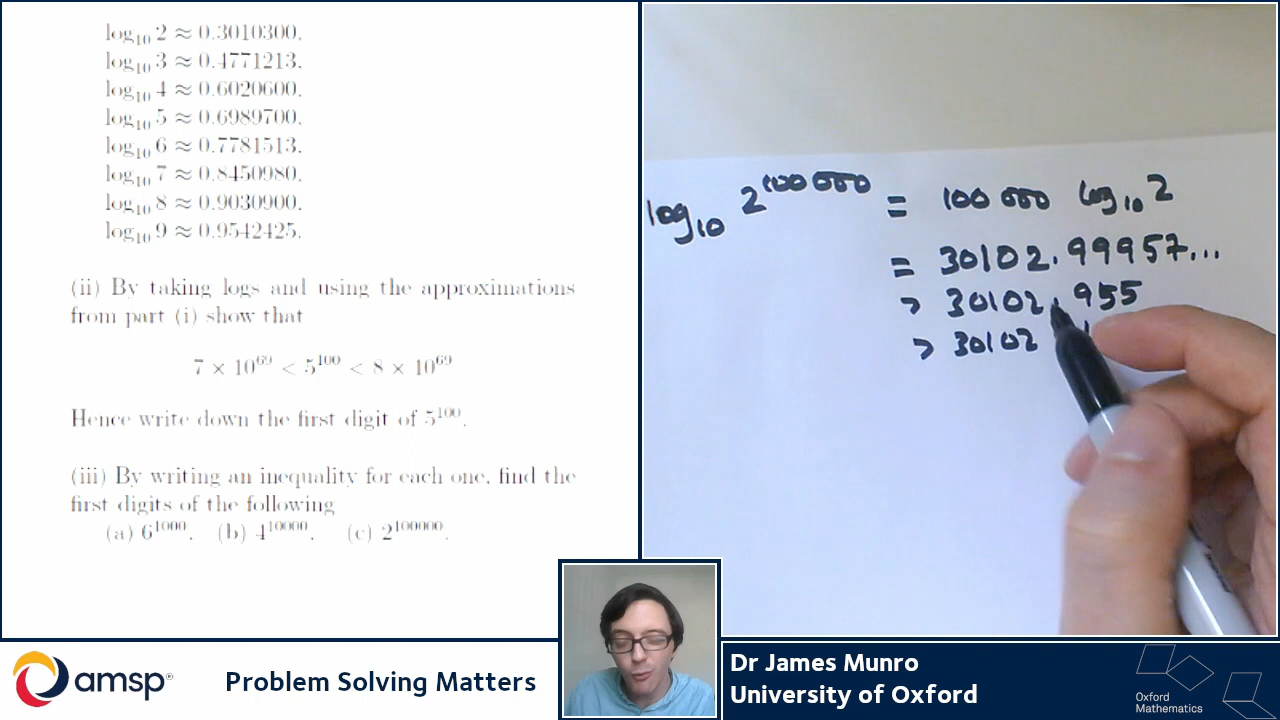 log₁₀ 2 ≈ 0.3010300,
log₁₀ 3 ≈ 0.4771213,
log₁₀ 4 ≈ 0.6020600,
log₁₀ 5 ≈ 0.6989700,
log₁₀ 6 ≈ 0.7781513,
log₁₀ 7 ≈ 0.8450980,
log₁₀ 8 ≈ 0.9030900,
log₁₀ 9 ≈ 0.9542425.
(ii) By taking logs and using the approximations
from part (i) show that
7 × 10⁶⁹ < 5¹⁰⁰ < 8 × 10⁶⁹
Hence write down the first digit of 5¹⁰⁰.
(iii) By writing an inequality for each one, find the
first digits of the following
(a) 6¹⁰⁰⁰. (b) 4¹⁰⁰⁰⁰. (c) 2¹⁰⁰⁰⁰⁰.
log₁₀ 2¹⁰⁰⁰⁰⁰ = 100 000 log₁₀ 2
= 30102.99957...
> 30102.955
> 30102
amsp
Problem Solving Matters
Dr James Munro
University of Oxford
Oxford
Mathematics